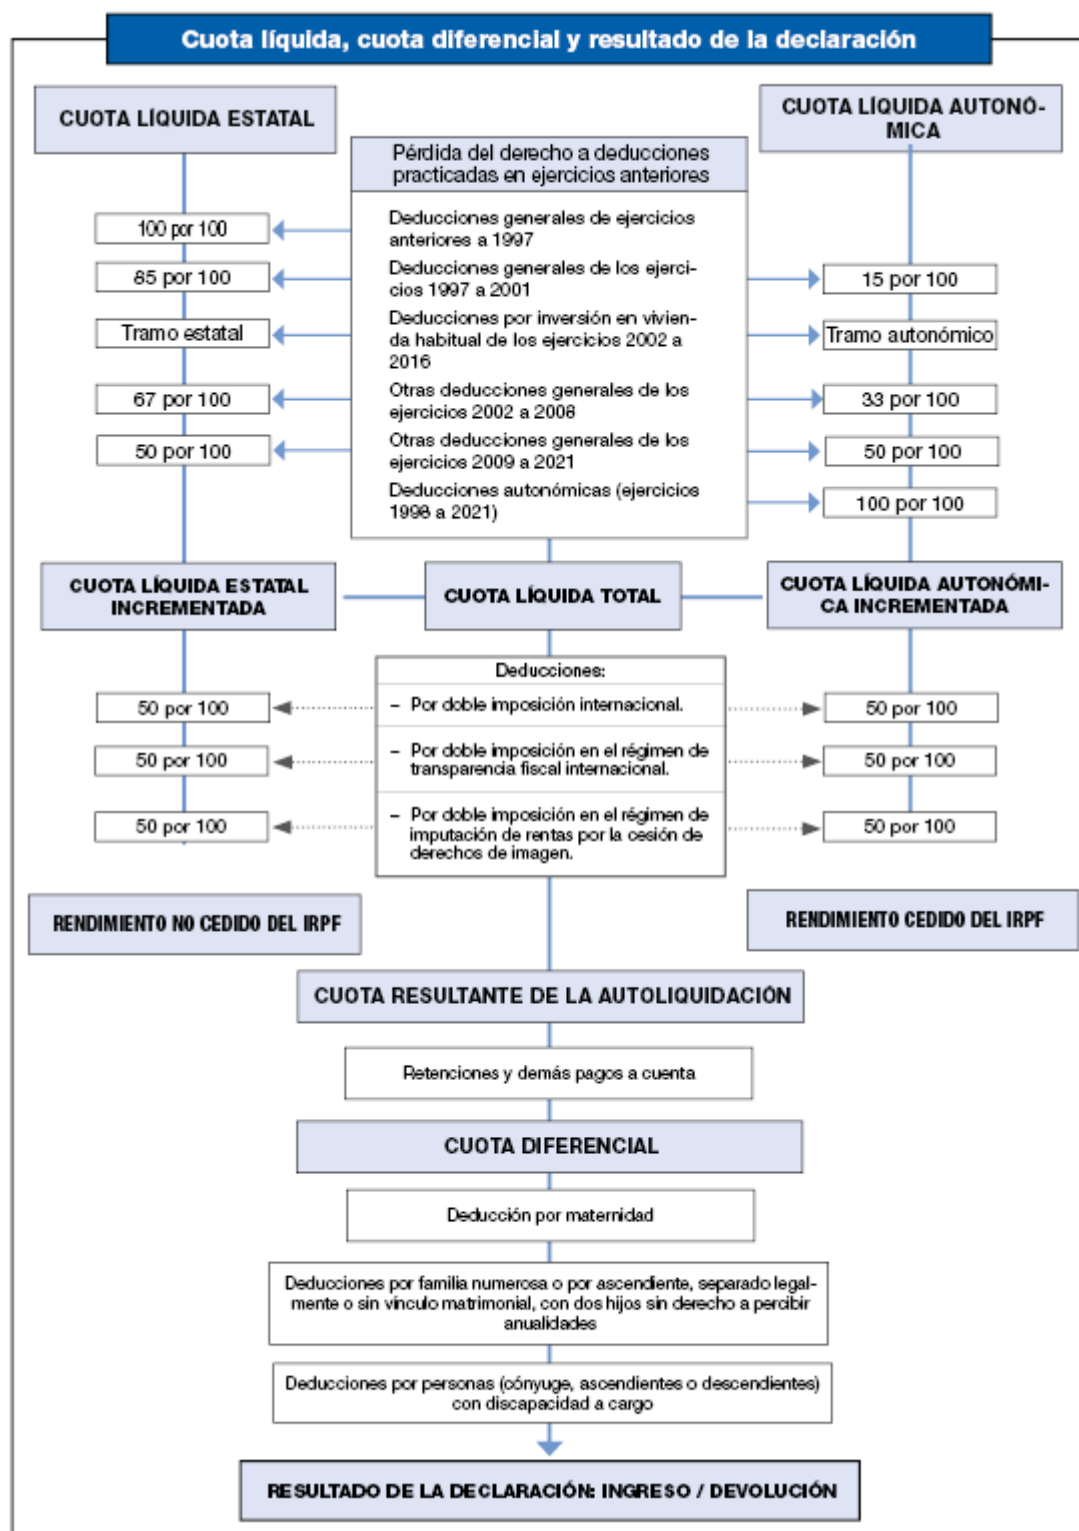 Cuota líquida, cuota diferencial y resultado de la declaración
CUOTA LÍQUIDA ESTATAL
CUOTA LÍQUIDA AUTONÓ-
MICA
Pérdida del derecho a deducciones
practicadas en ejercicios anteriores
100 por 100
Deducciones generales de ejercicios
anteriores a 1997
85 por 100
Deducciones generales de los ejerci-
cios 1997 a 2001
15 por 100
Tramo estatal
Deducciones por inversión en vivien-
da habitual de los ejercicios 2002 a
2016
Tramo autonómico
67 por 100
Otras deducciones generales de los
ejercicios 2002 a 2008
33 por 100
50 por 100
Otras deducciones generales de los
ejercicios 2009 a 2021
50 por 100
Deducciones autonómicas (ejercicios
1998 a 2021)
100 por 100
CUOTA LÍQUIDA ESTATAL
INCREMENTADA
CUOTA LÍQUIDA TOTAL
CUOTA LÍQUIDA AUTONÓMI-
CA INCREMENTADA
Deducciones:
50 por 100
– Por doble imposición internacional.
50 por 100
50 por 100
– Por doble imposición en el régimen de
transparencia fiscal internacional.
50 por 100
50 por 100
– Por doble imposición en el régimen de
imputación de rentas por la cesión de
derechos de imagen.
50 por 100
RENDIMIENTO NO CEDIDO DEL IRPF
RENDIMIENTO CEDIDO DEL IRPF
CUOTA RESULTANTE DE LA AUTOLIQUIDACIÓN
Retenciones y demás pagos a cuenta
CUOTA DIFERENCIAL
Deducción por maternidad
Deducciones por familia numerosa o por ascendiente, separado legal-
mente o sin vínculo matrimonial, con dos hijos sin derecho a percibir
anualidades
Deducciones por personas (cónyuge, ascendientes o descendientes)
con discapacidad a cargo
RESULTADO DE LA DECLARACIÓN: INGRESO / DEVOLUCIÓN